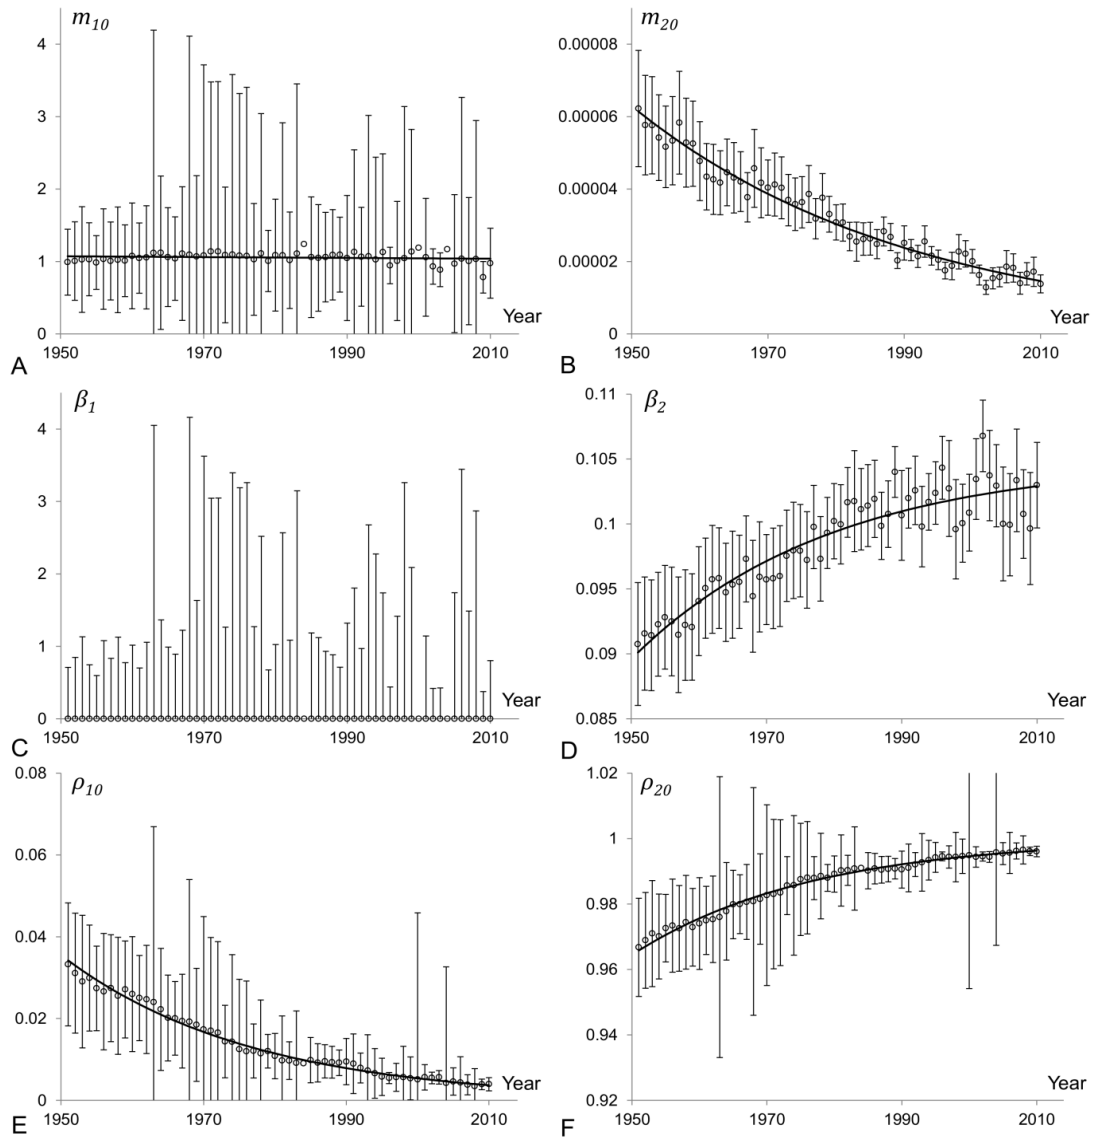 m10
4
3
2
1
0
1950 1970 1990 2010
Year
A
m20
0.00008
0.00006
0.00004
0.00002
0
1950 1970 1990 2010
Year
B
β1
4
3
2
1
0
1950 1970 1990 2010
Year
C
β2
0.11
0.105
0.1
0.095
0.09
0.085
1950 1970 1990 2010
Year
D
ρ10
0.08
0.06
0.04
0.02
0
1950 1970 1990 2010
Year
E
ρ20
1.02
1
0.98
0.96
0.94
0.92
1950 1970 1990 2010
Year
F